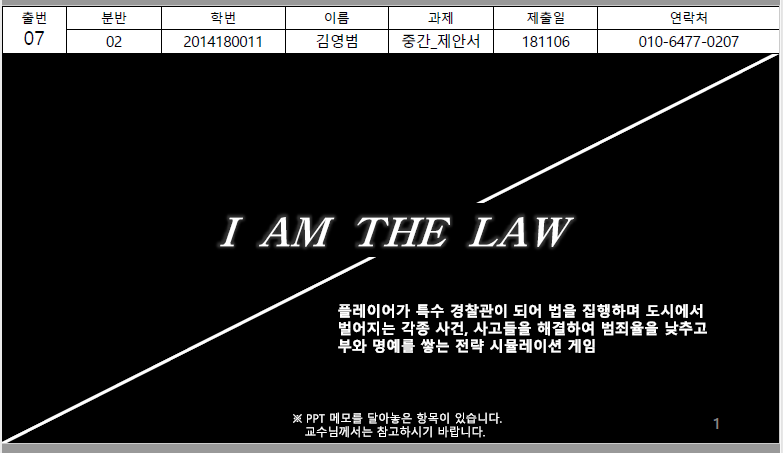 출번 분반 학번 이름 과제 제출일 연락처
07 02 2014180011 김영범 중간_제안서 181106 010-6477-0207
I AM THE LAW
플레이어가 특수 경찰관이 되어 법을 집행하며 도시에서
벌어지는 각종 사건, 사고들을 해결하여 범죄율을 낮추고
부와 명예를 쌓는 전략 시뮬레이션 게임
※ PPT 메모를 달아놓은 항목이 있습니다.
교수님께서는 참고하시기 바랍니다.
1